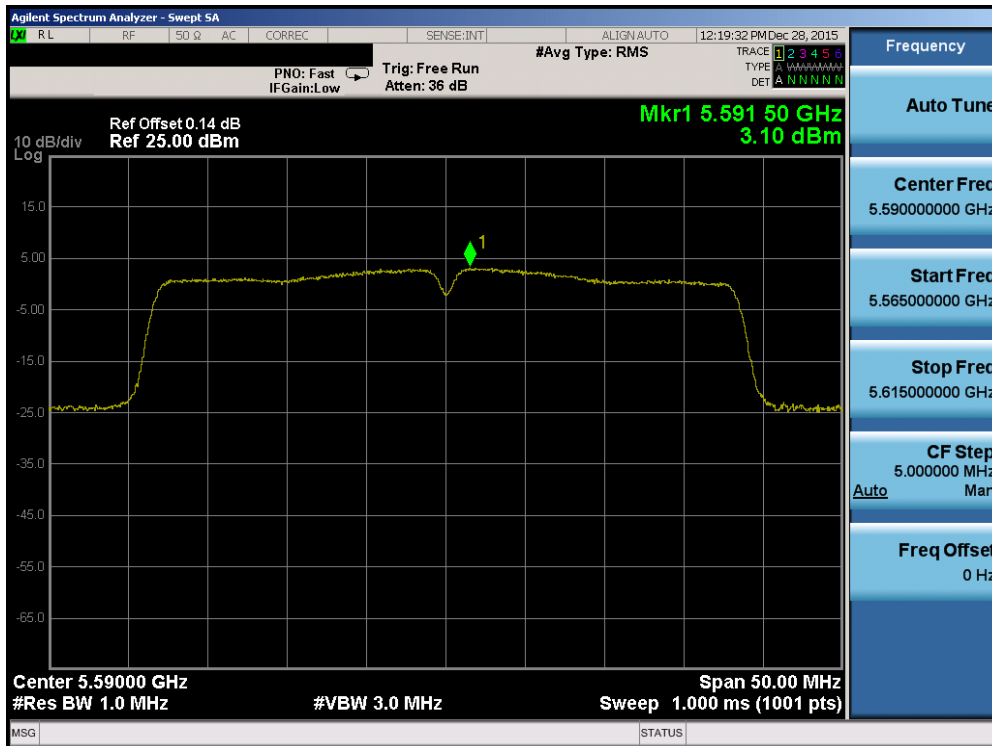 Agilent Spectrum Analyzer - Swept SA
LXI RL RF 50 Ω AC CORREC SENSE:INT ALIGN AUTO 12:19:32 PM Dec 28, 2015
PNO: Fast
IFGain:Low
Trig: Free Run
Atten: 36 dB
#Avg Type: RMS
TRACE 1 2 3 4 5 6
TYPE A WWWWW
DET A N N N N N
Mkr1 5.591 50 GHz
3.10 dBm
Ref Offset 0.14 dB
10 dB/div Ref 25.00 dBm
Log
15.0
5.00
-5.00
-15.0
-25.0
-35.0
-45.0
-55.0
-65.0
1
Center 5.59000 GHz Span 50.00 MHz
#Res BW 1.0 MHz #VBW 3.0 MHz Sweep 1.000 ms (1001 pts)
MSG STATUS
Frequency
Auto Tune
Center Freq
5.590000000 GHz
Start Freq
5.565000000 GHz
Stop Freq
5.615000000 GHz
CF Step
5.000000 MHz
Auto Man
Freq Offset
0 Hz